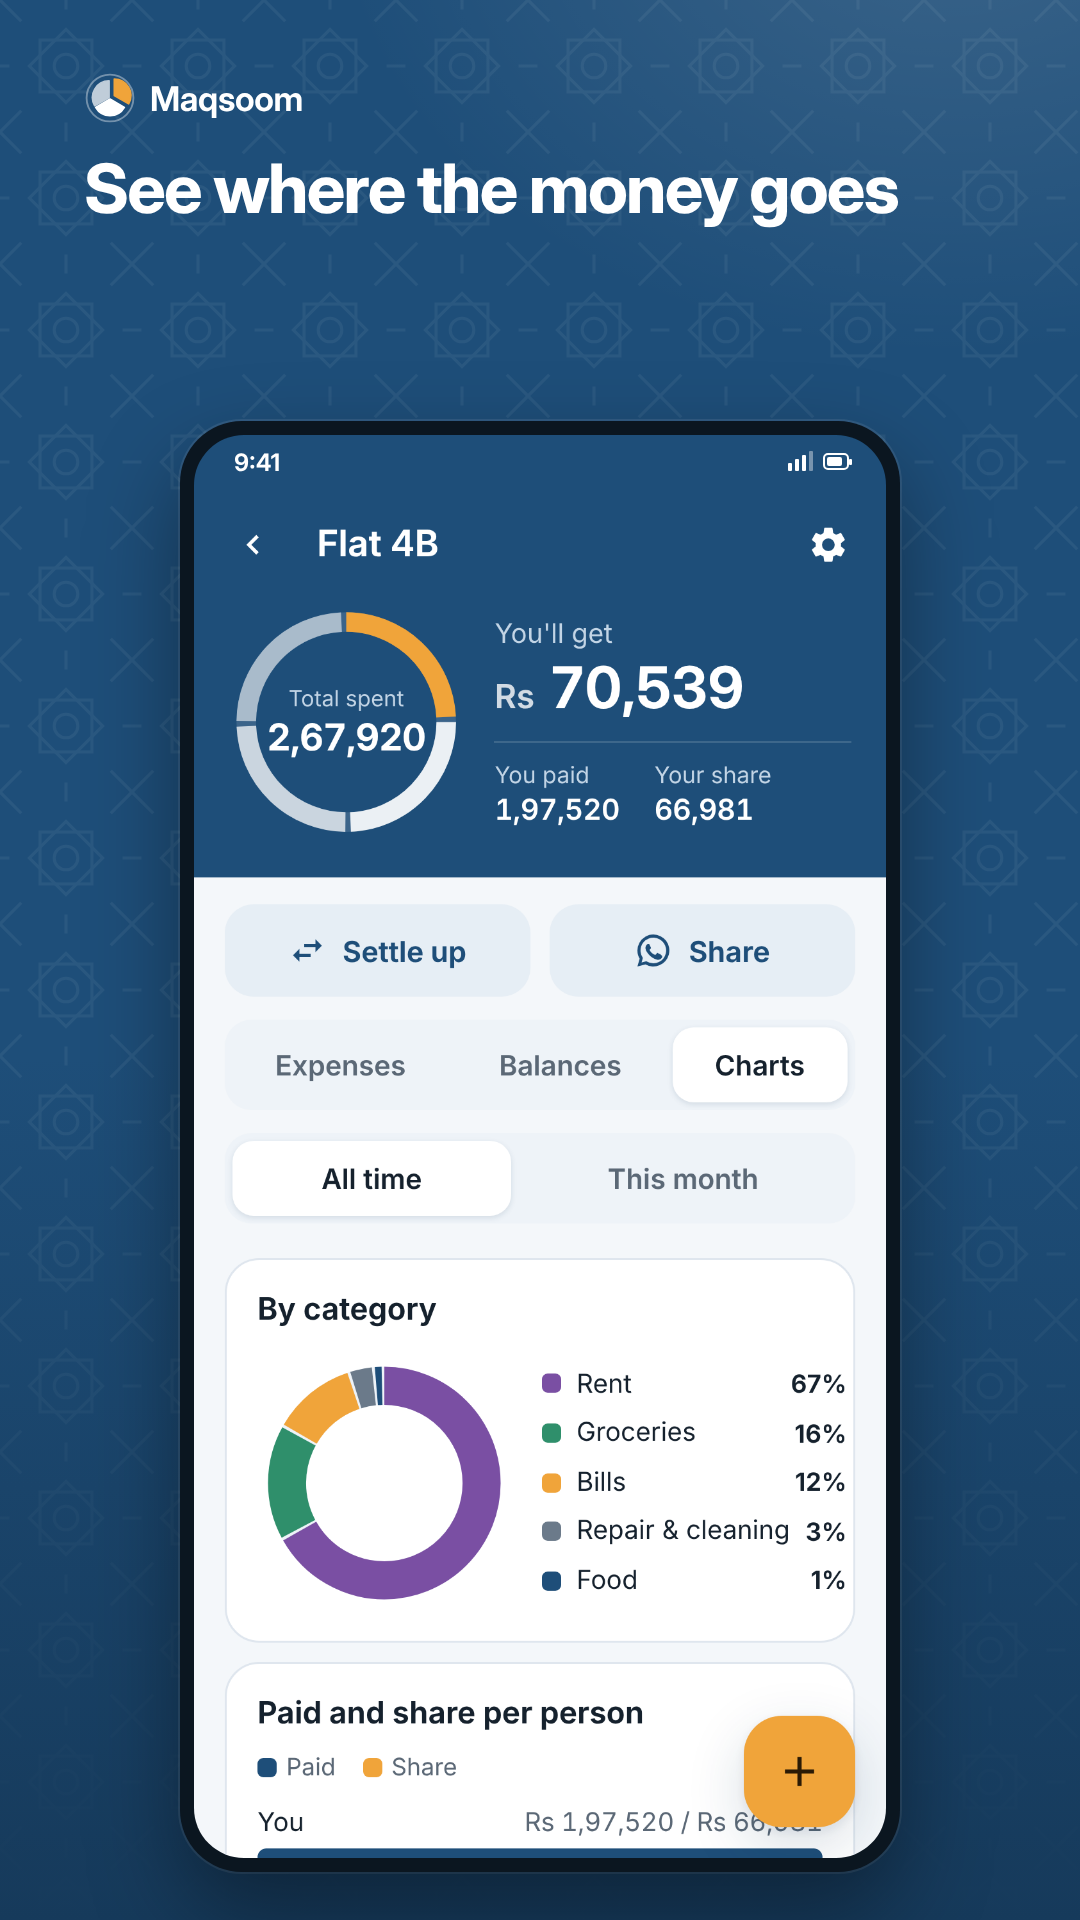 Maqsoom
See where the money goes
9:41
Flat 4B
Total spent
2,67,920
You'll get
Rs 70,539
You paid
1,97,520
Your share
66,981
Settle up
Share
Expenses
Balances
Charts
All time
This month
By category
Rent 67%
Groceries 16%
Bills 12%
Repair & cleaning 3%
Food 1%
Paid and share per person
Paid
Share
You
Rs 1,97,520 / Rs